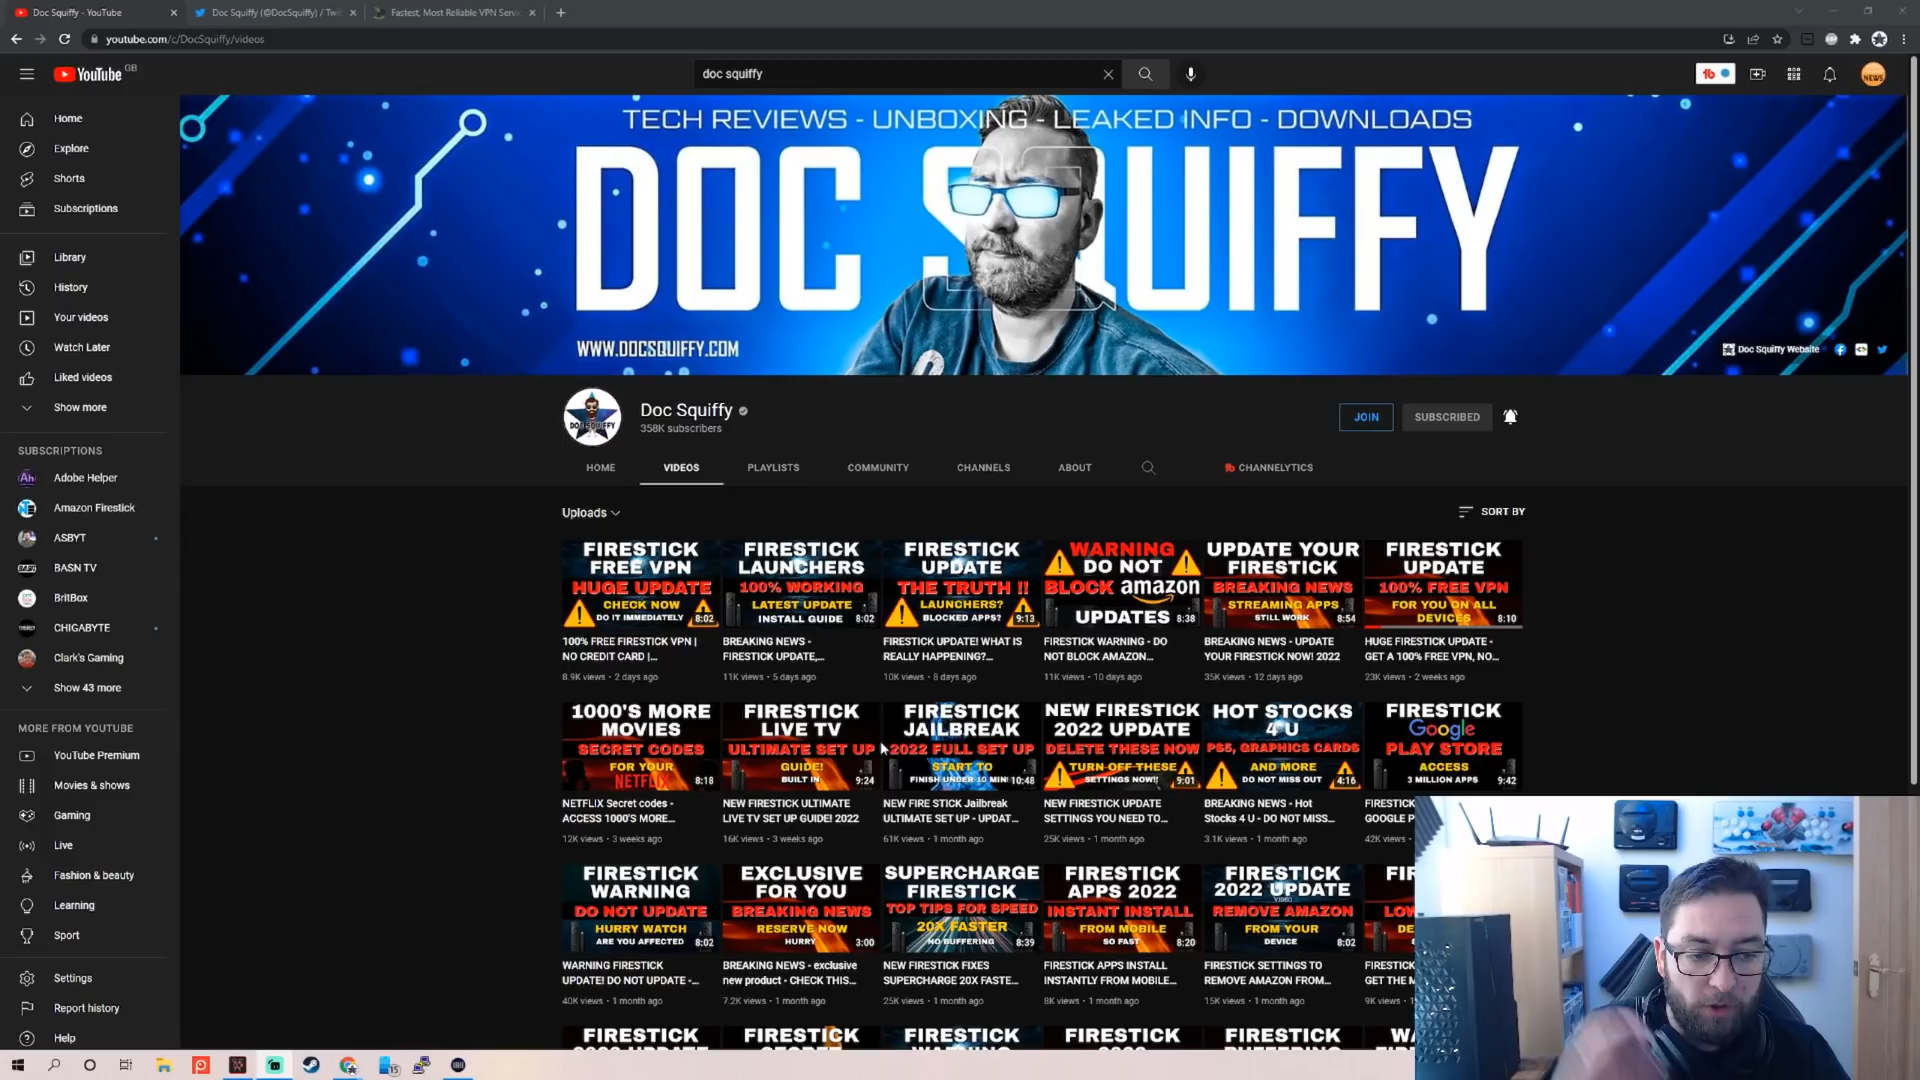 Doc Squiffy - YouTube
Doc Squiffy (@DocSquiffy) / Twit
Fastest, Most Reliable VPN Servic
youtube.com/c/DocSquiffy/videos
YouTube GB
doc squiffy
NEWS
Home
Explore
Shorts
Subscriptions
Library
History
Your videos
Watch Later
Liked videos
Show more
SUBSCRIPTIONS
Adobe Helper
Amazon Firestick
ASBYT
BASN TV
BritBox
CHIGABYTE
Clark's Gaming
Show 43 more
MORE FROM YOUTUBE
YouTube Premium
Movies & shows
Gaming
Live
Fashion & beauty
Learning
Sport
Settings
Report history
Help
TECH REVIEWS - UNBOXING - LEAKED INFO - DOWNLOADS
DOC SQUIFFY
WWW.DOCSQUIFFY.COM
Doc Squiffy Website
DOC SQUIFFY
Doc Squiffy
358K subscribers
JOIN
SUBSCRIBED
HOME
VIDEOS
PLAYLISTS
COMMUNITY
CHANNELS
ABOUT
CHANNELYTICS
Uploads
SORT BY
FIRESTICK
FREE VPN
HUGE UPDATE
CHECK NOW
DO IT IMMEDIATELY
8:02
100% FREE FIRESTICK VPN |
NO CREDIT CARD |...
8.9K views • 2 days ago
FIRESTICK
LAUNCHERS
100% WORKING
LATEST UPDATE
INSTALL GUIDE
8:02
BREAKING NEWS -
FIRESTICK UPDATE,...
11K views • 5 days ago
FIRESTICK
UPDATE
THE TRUTH !!
LAUNCHERS?
BLOCKED APPS?
9:13
FIRESTICK UPDATE! WHAT IS
REALLY HAPPENING?...
10K views • 8 days ago
WARNING
DO NOT
BLOCK amazon
UPDATES
8:38
FIRESTICK WARNING - DO
NOT BLOCK AMAZON...
11K views • 10 days ago
UPDATE YOUR
FIRESTICK
BREAKING NEWS
STREAMING APPS
STILL WORK
8:54
BREAKING NEWS - UPDATE
YOUR FIRESTICK NOW! 2022
35K views • 12 days ago
FIRESTICK
UPDATE
100% FREE VPN
FOR YOU ON ALL
DEVICES
8:10
HUGE FIRESTICK UPDATE -
GET A 100% FREE VPN, NO...
23K views • 2 weeks ago
1000'S MORE
MOVIES
SECRET CODES
FOR YOUR
NETFLIX
8:18
NETFLIX Secret codes -
ACCESS 1000'S MORE...
12K views • 3 weeks ago
FIRESTICK
LIVE TV
ULTIMATE SET UP
GUIDE!
BUILT IN
9:24
NEW FIRESTICK ULTIMATE
LIVE TV SET UP GUIDE! 2022
16K views • 3 weeks ago
FIRESTICK
JAILBREAK
2022 FULL SET UP
START TO
FINISH UNDER 10 MIN!
10:48
NEW FIRE STICK Jailbreak
ULTIMATE SET UP - UPDAT...
61K views • 1 month ago
NEW FIRESTICK
2022 UPDATE
DELETE THESE NOW
TURN OFF THESE
SETTINGS NOW!!
9:01
NEW FIRESTICK UPDATE
SETTINGS YOU NEED TO...
25K views • 1 month ago
HOT STOCKS
4 U
PS5, GRAPHICS CARDS
AND MORE
DO NOT MISS OUT
4:16
BREAKING NEWS - Hot
Stocks 4 U - DO NOT MISS...
3.1K views • 1 month ago
FIRESTICK
Google
PLAY STORE
ACCESS
3 MILLION APPS
9:42
FIRESTIC
GOOGLE P
42K views
FIRESTICK
WARNING
DO NOT UPDATE
HURRY WATCH
ARE YOU AFFECTED
8:02
WARNING FIRESTICK
UPDATE! DO NOT UPDATE -...
40K views • 1 month ago
EXCLUSIVE
FOR YOU
BREAKING NEWS
RESERVE NOW
HURRY
3:00
BREAKING NEWS - exclusive
new product - CHECK THIS...
7.2K views • 1 month ago
SUPERCHARGE
FIRESTICK
TOP TIPS FOR SPEED
20X FASTER
NO BUFFERING
8:39
NEW FIRESTICK FIXES
SUPERCHARGE 20X FASTE...
25K views • 1 month ago
FIRESTICK
APPS 2022
INSTANT INSTALL
FROM MOBILE
SO FAST
8:20
FIRESTICK APPS INSTALL
INSTANTLY FROM MOBILE...
8K views • 1 month ago
FIRESTICK
2022 UPDATE
REMOVE AMAZON
FROM YOUR
DEVICE
8:02
FIRESTICK SETTINGS TO
REMOVE AMAZON FROM...
15K views • 1 month ago
FIR
LOW
DE
FIRESTIC
GET THE M
9K views •
FIRESTICK
FIRESTICK
FIRESTICK
FIRESTICK
FIRESTICK
15